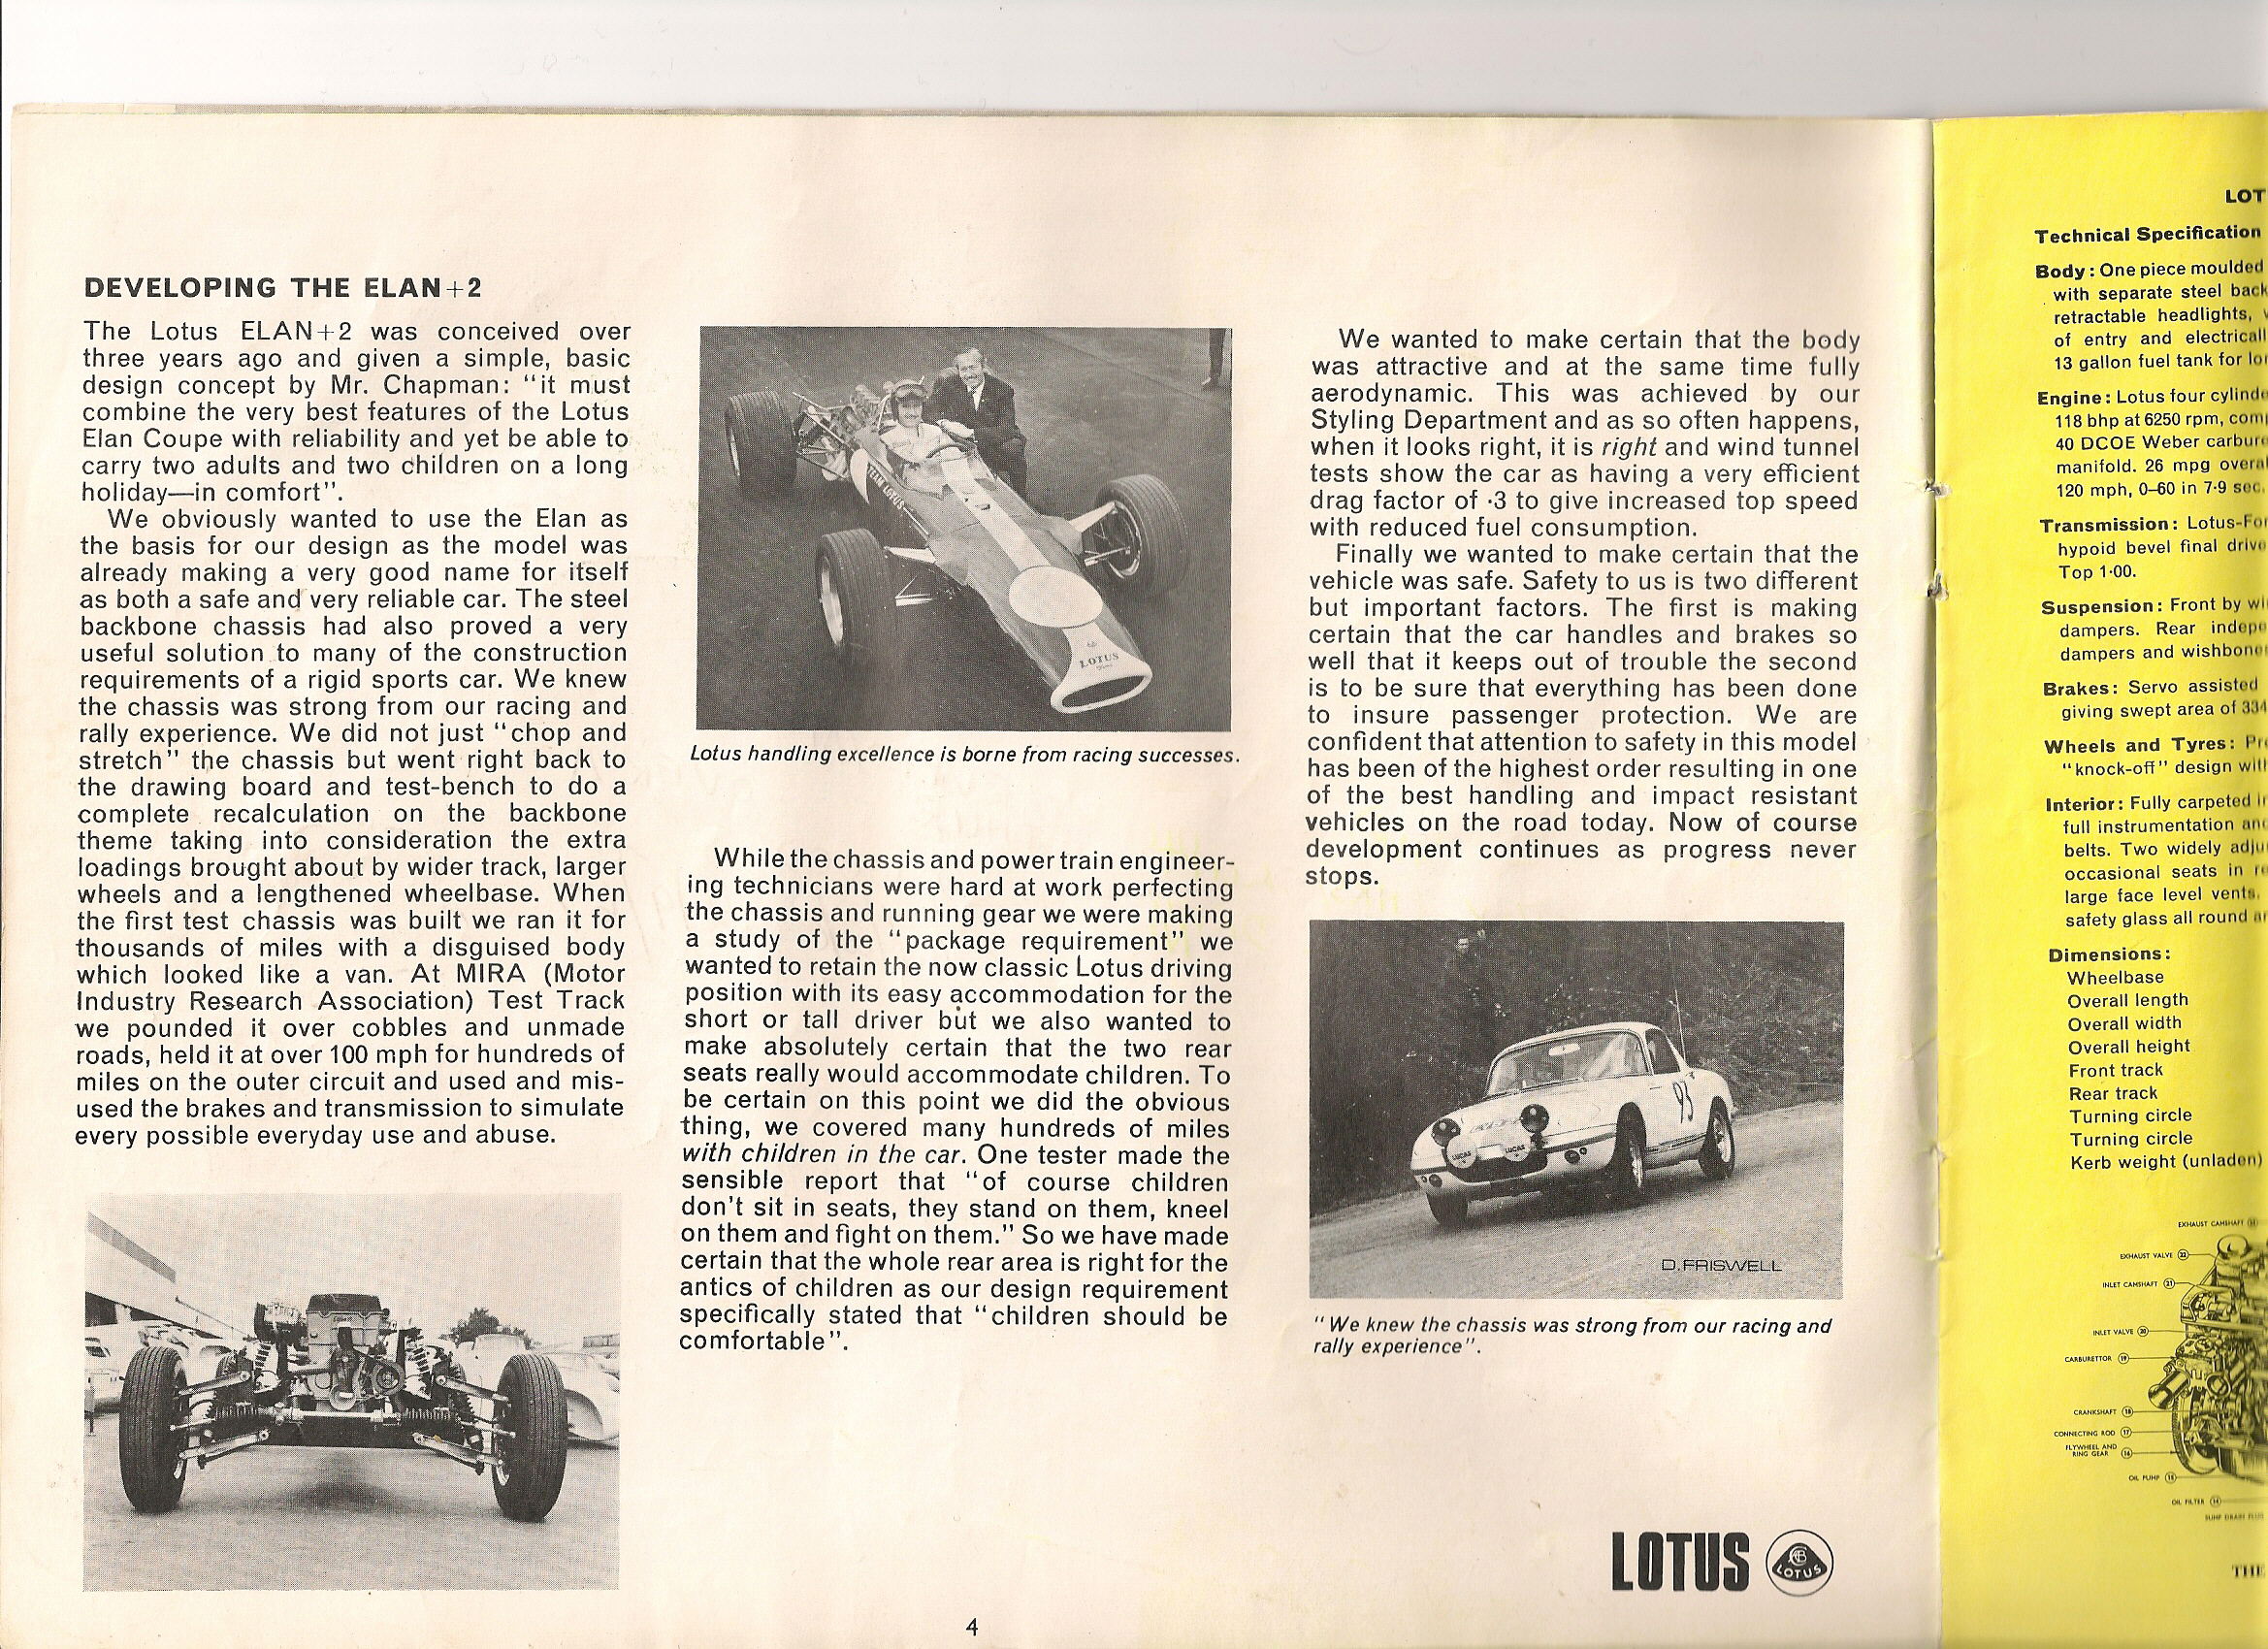 DEVELOPING THE ELAN+2
The Lotus ELAN+2 was conceived over
three years ago and given a simple, basic
design concept by Mr. Chapman: "it must
combine the very best features of the Lotus
Elan Coupe with reliability and yet be able to
carry two adults and two children on a long
holiday—in comfort".
We obviously wanted to use the Elan as
the basis for our design as the model was
already making a very good name for itself
as both a safe and very reliable car. The steel
backbone chassis had also proved a very
useful solution to many of the construction
requirements of a rigid sports car. We knew
the chassis was strong from our racing and
rally experience. We did not just "chop and
stretch" the chassis but went right back to
the drawing board and test-bench to do a
complete recalculation on the backbone
theme taking into consideration the extra
loadings brought about by wider track, larger
wheels and a lengthened wheelbase. When
the first test chassis was built we ran it for
thousands of miles with a disguised body
which looked like a van. At MIRA (Motor
Industry Research Association) Test Track
we pounded it over cobbles and unmade
roads, held it at over 100 mph for hundreds of
miles on the outer circuit and used and mis-
used the brakes and transmission to simulate
every possible everyday use and abuse.
TEAM LOTUS
LOTUS
Lotus handling excellence is borne from racing successes.
While the chassis and power train engineer-
ing technicians were hard at work perfecting
the chassis and running gear we were making
a study of the "package requirement" we
wanted to retain the now classic Lotus driving
position with its easy accommodation for the
short or tall driver but we also wanted to
make absolutely certain that the two rear
seats really would accommodate children. To
be certain on this point we did the obvious
thing, we covered many hundreds of miles
with children in the car. One tester made the
sensible report that "of course children
don't sit in seats, they stand on them, kneel
on them and fight on them." So we have made
certain that the whole rear area is right for the
antics of children as our design requirement
specifically stated that "children should be
comfortable".
We wanted to make certain that the body
was attractive and at the same time fully
aerodynamic. This was achieved by our
Styling Department and as so often happens,
when it looks right, it is right and wind tunnel
tests show the car as having a very efficient
drag factor of ·3 to give increased top speed
with reduced fuel consumption.
Finally we wanted to make certain that the
vehicle was safe. Safety to us is two different
but important factors. The first is making
certain that the car handles and brakes so
well that it keeps out of trouble the second
is to be sure that everything has been done
to insure passenger protection. We are
confident that attention to safety in this model
has been of the highest order resulting in one
of the best handling and impact resistant
vehicles on the road today. Now of course
development continues as progress never
stops.
93
LUCAS
LUCAS
D.FRISWELL
"We knew the chassis was strong from our racing and
rally experience".
LOTUS
LOTUS
4
LOT
Technical Specification
Body: One piece moulded
with separate steel back
retractable headlights,
of entry and electricall
13 gallon fuel tank for
Engine: Lotus four cylinde
118 bhp at 6250 rpm, com
40 DCOE Weber carbure
manifold. 26 mpg overal
120 mph, 0–60 in 7·9 sec.
Transmission: Lotus-For
hypoid bevel final drive
Top 1·00.
Suspension: Front by wi
dampers. Rear indepe
dampers and wishbone
Brakes: Servo assisted
giving swept area of 334
Wheels and Tyres: Pr
"knock-off" design wit
Interior: Fully carpeted
full instrumentation and
belts. Two widely adju
occasional seats in re
large face level vents.
safety glass all round
Dimensions:
Wheelbase
Overall length
Overall width
Overall height
Front track
Rear track
Turning circle
Turning circle
Kerb weight (unladen)
EXHAUST CAMSHAFT
EXHAUST VALVE 22
INLET CAMSHAFT 21
INLET VALVE 20
CARBURETTOR 19
CRANKSHAFT 18
CONNECTING ROD 17
FLYWHEEL AND
RING GEAR 16
OIL PUMP 15
OIL FILTER 14
SUMP DRAIN PLUG
THE